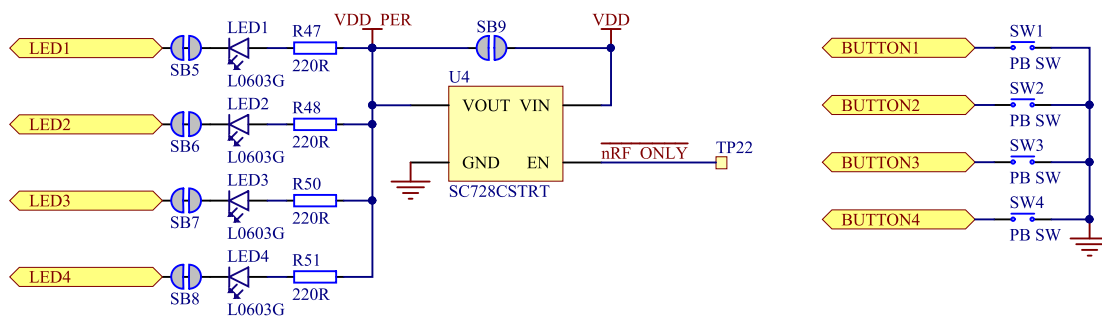 VDD_PER
SB9
VDD
LED1
SB5
LED1
L0603G
R47
220R
U4
VOUT VIN
GND EN
SC728CSTRT
nRF_ONLY
TP22
LED2
SB6
LED2
L0603G
R48
220R
LED3
SB7
LED3
L0603G
R50
220R
LED4
SB8
LED4
L0603G
R51
220R
BUTTON1
SW1
PB SW
BUTTON2
SW2
PB SW
BUTTON3
SW3
PB SW
BUTTON4
SW4
PB SW